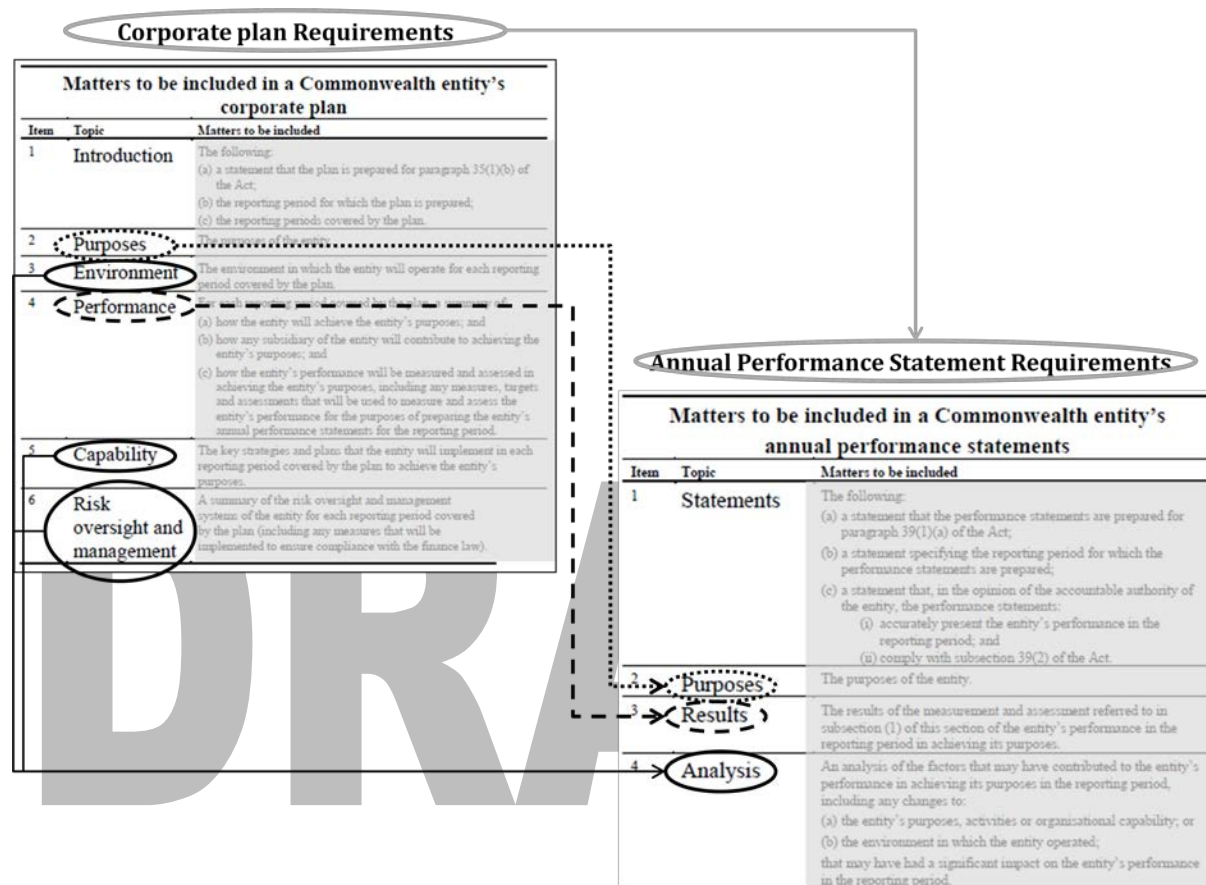 Corporate plan Requirements
Matters to be included in a Commonwealth entity's
corporate plan
Item Topic Matters to be included
1 Introduction The following:
(a) a statement that the plan is prepared for paragraph 35(1)(b) of
the Act;
(b) the reporting period for which the plan is prepared;
(c) the reporting periods covered by the plan.
2 Purposes The purposes of the entity.
3 Environment The environment in which the entity will operate for each reporting
period covered by the plan.
4 Performance For each reporting period covered by the plan, a summary of:
(a) how the entity will achieve the entity's purposes; and
(b) how any subsidiary of the entity will contribute to achieving the
entity's purposes; and
(c) how the entity's performance will be measured and assessed in
achieving the entity's purposes, including any measures, targets
and assessments that will be used to measure and assess the
entity's performance for the purposes of preparing the entity's
annual performance statements for the reporting period.
5 Capability The key strategies and plans that the entity will implement in each
reporting period covered by the plan to achieve the entity's
purposes.
6 Risk oversight and management A summary of the risk oversight and management
systems of the entity for each reporting period covered
by the plan (including any measures that will be
implemented to ensure compliance with the finance law).
Annual Performance Statement Requirements
Matters to be included in a Commonwealth entity's
annual performance statements
Item Topic Matters to be included
1 Statements The following:
(a) a statement that the performance statements are prepared for
paragraph 39(1)(a) of the Act;
(b) a statement specifying the reporting period for which the
performance statements are prepared;
(c) a statement that, in the opinion of the accountable authority of
the entity, the performance statements:
(i) accurately present the entity's performance in the
reporting period; and
(ii) comply with subsection 39(2) of the Act.
2 Purposes The purposes of the entity.
3 Results The results of the measurement and assessment referred to in
subsection (1) of this section of the entity's performance in the
reporting period in achieving its purposes.
4 Analysis An analysis of the factors that may have contributed to the entity's
performance in achieving its purposes in the reporting period,
including any changes to:
(a) the entity's purposes, activities or organisational capability; or
(b) the environment in which the entity operated;
that may have had a significant impact on the entity's performance
in the reporting period.
DRA